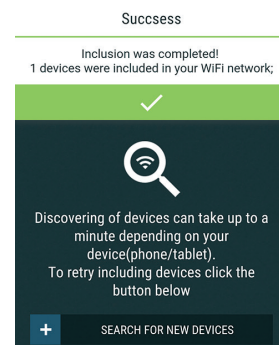 Succsess
Inclusion was completed!
1 devices were included in your WiFi network;
Discovering of devices can take up to a
minute depending on your
device(phone/tablet).
To retry including devices click the
button below
+ SEARCH FOR NEW DEVICES